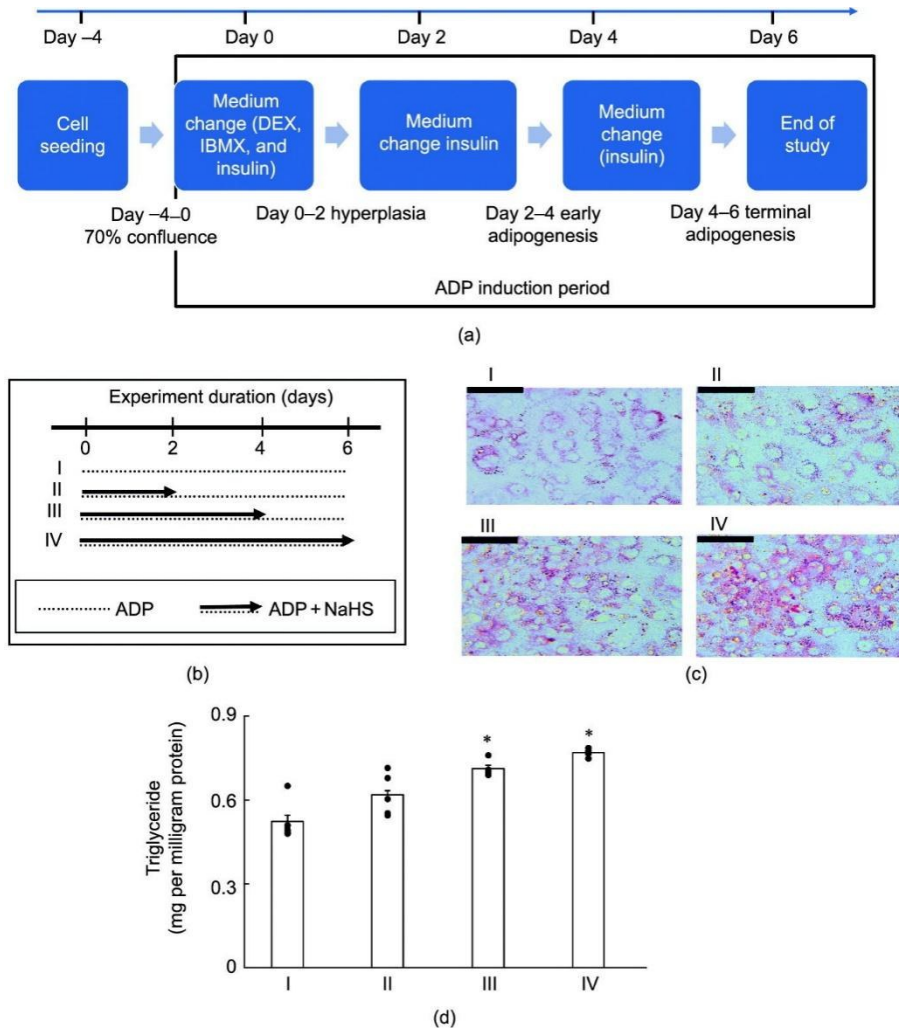 Day –4
Day 0
Day 2
Day 4
Day 6
Cell
seeding
Medium
change (DEX,
IBMX, and
insulin)
Medium
change insulin
Medium
change
(insulin)
End of
study
Day –4–0
70% confluence
Day 0–2 hyperplasia
Day 2–4 early
adipogenesis
Day 4–6 terminal
adipogenesis
ADP induction period
(a)
Experiment duration (days)
0 2 4 6
I
II
III
IV
ADP
ADP + NaHS
(b)
I
II
III
IV
(c)
Triglyceride
(mg per milligram protein)
0.9
0.6
0.3
0
*
*
I II III IV
(d)